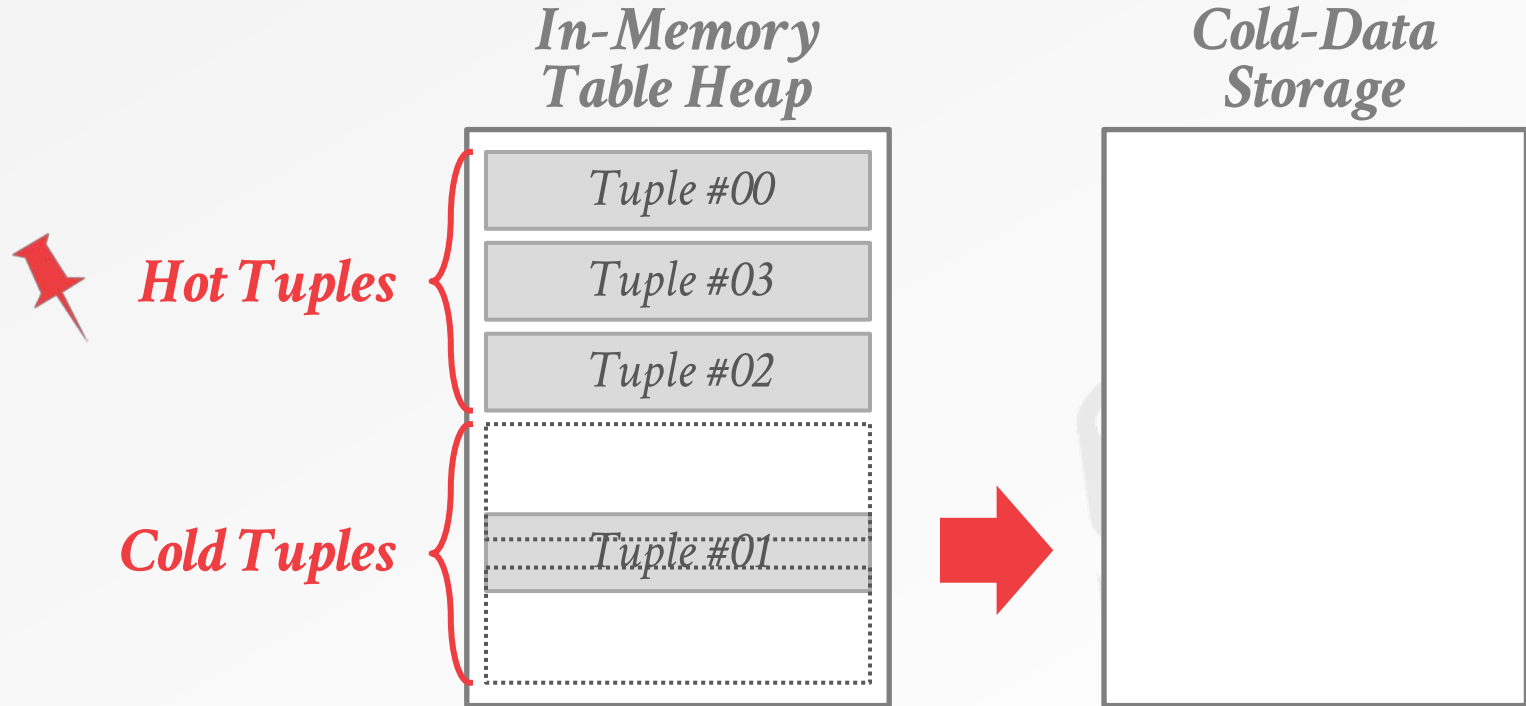 In-Memory
Table Heap
Cold-Data
Storage
Tuple #00
Tuple #03
Tuple #02
Hot Tuples
Tuple #01
Cold Tuples